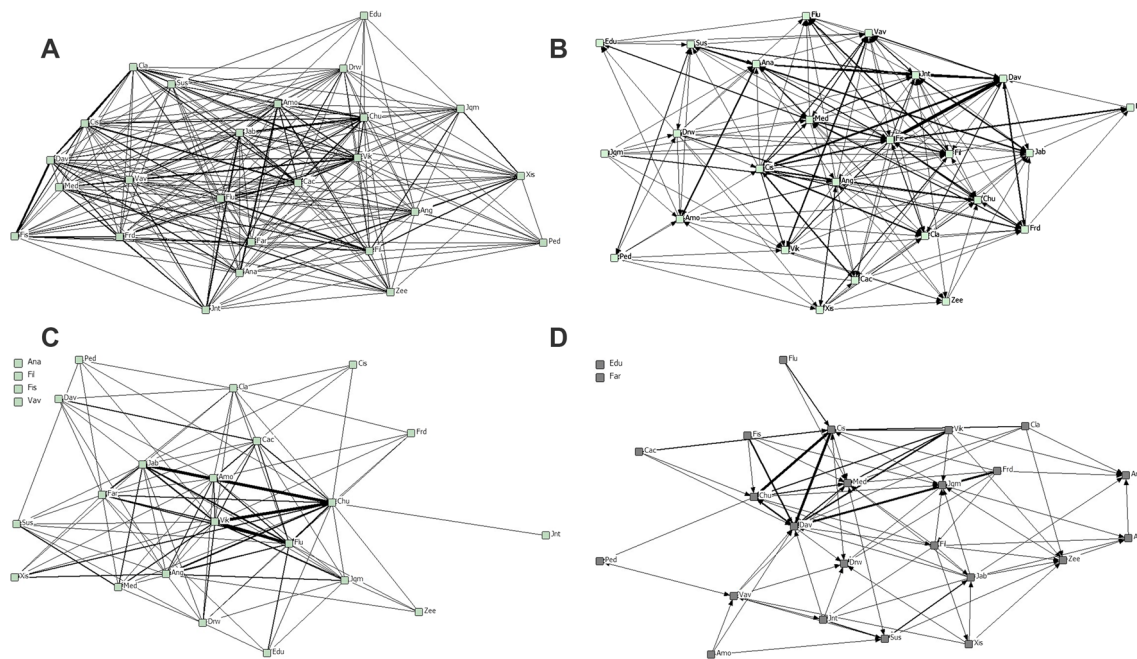 A
Edu
Cla
Drw
Sus
Amo
Jqm
Chu
Cis
Jab
Vik
Dav
Xis
Vav
Cac
Med
Flu
Ang
Fis
Frd
Far
Fil
Ped
Ana
Zee
Jnt
B
Flu
Vav
Edu
Sus
Ana
Jnt
Dav
Med
Drw
Fis
Jqm
Fil
Jab
Cis
Ang
Chu
Amo
Cla
Frd
Vik
Ped
Cac
Zee
Xis
C
Ana
Fil
Fis
Vav
Ped
Cis
Cla
Dav
Frd
Cac
Jab
Amo
Far
Chu
Sus
Vik
Jnt
Flu
Xis
Ang
Med
Jqm
Zee
Drw
Edu
D
Edu
Far
Flu
Cis
Vik
Cla
Fis
Cac
Frd
Med
Jqm
Chu
Dav
Fil
Zee
Ped
Drw
Jab
Vav
Jnt
Sus
Xis
Amo